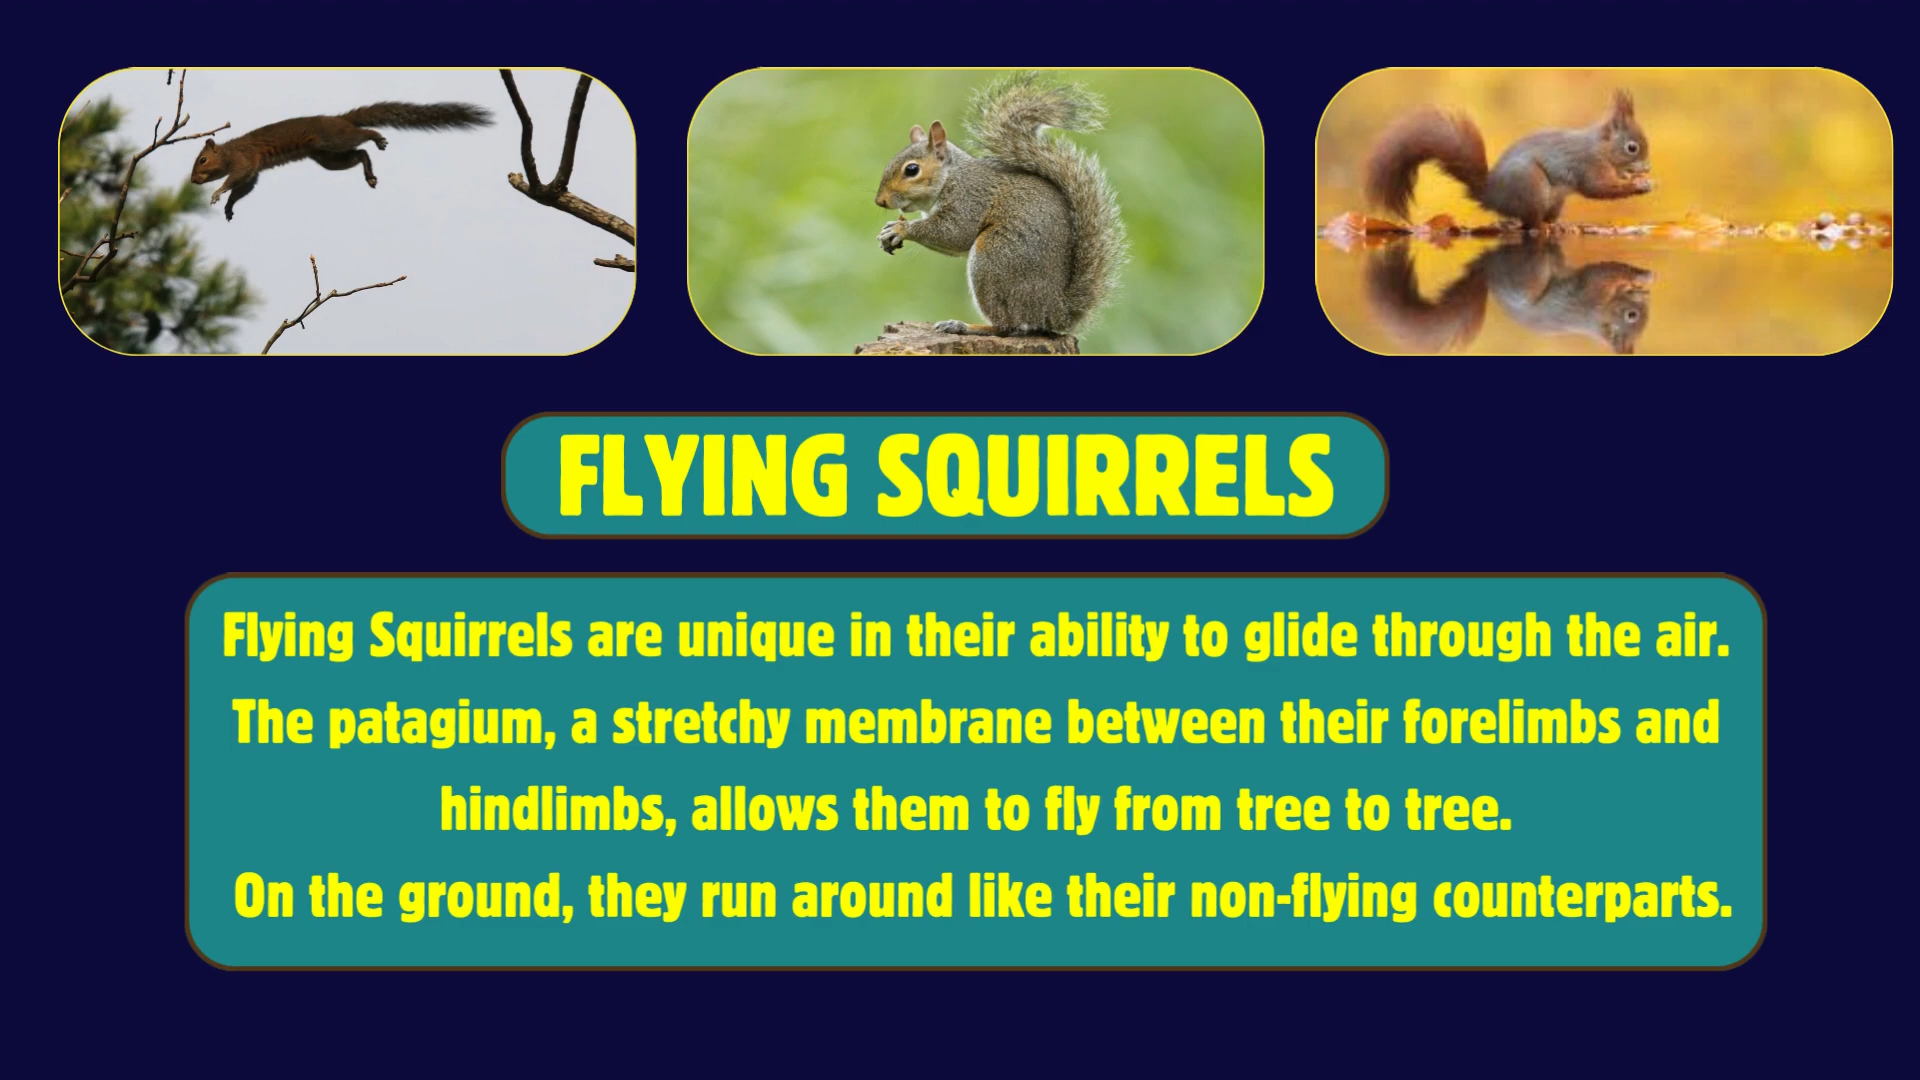 FLYING SQUIRRELS
Flying Squirrels are unique in their ability to glide through the air.
The patagium, a stretchy membrane between their forelimbs and
hindlimbs, allows them to fly from tree to tree.
On the ground, they run around like their non-flying counterparts.